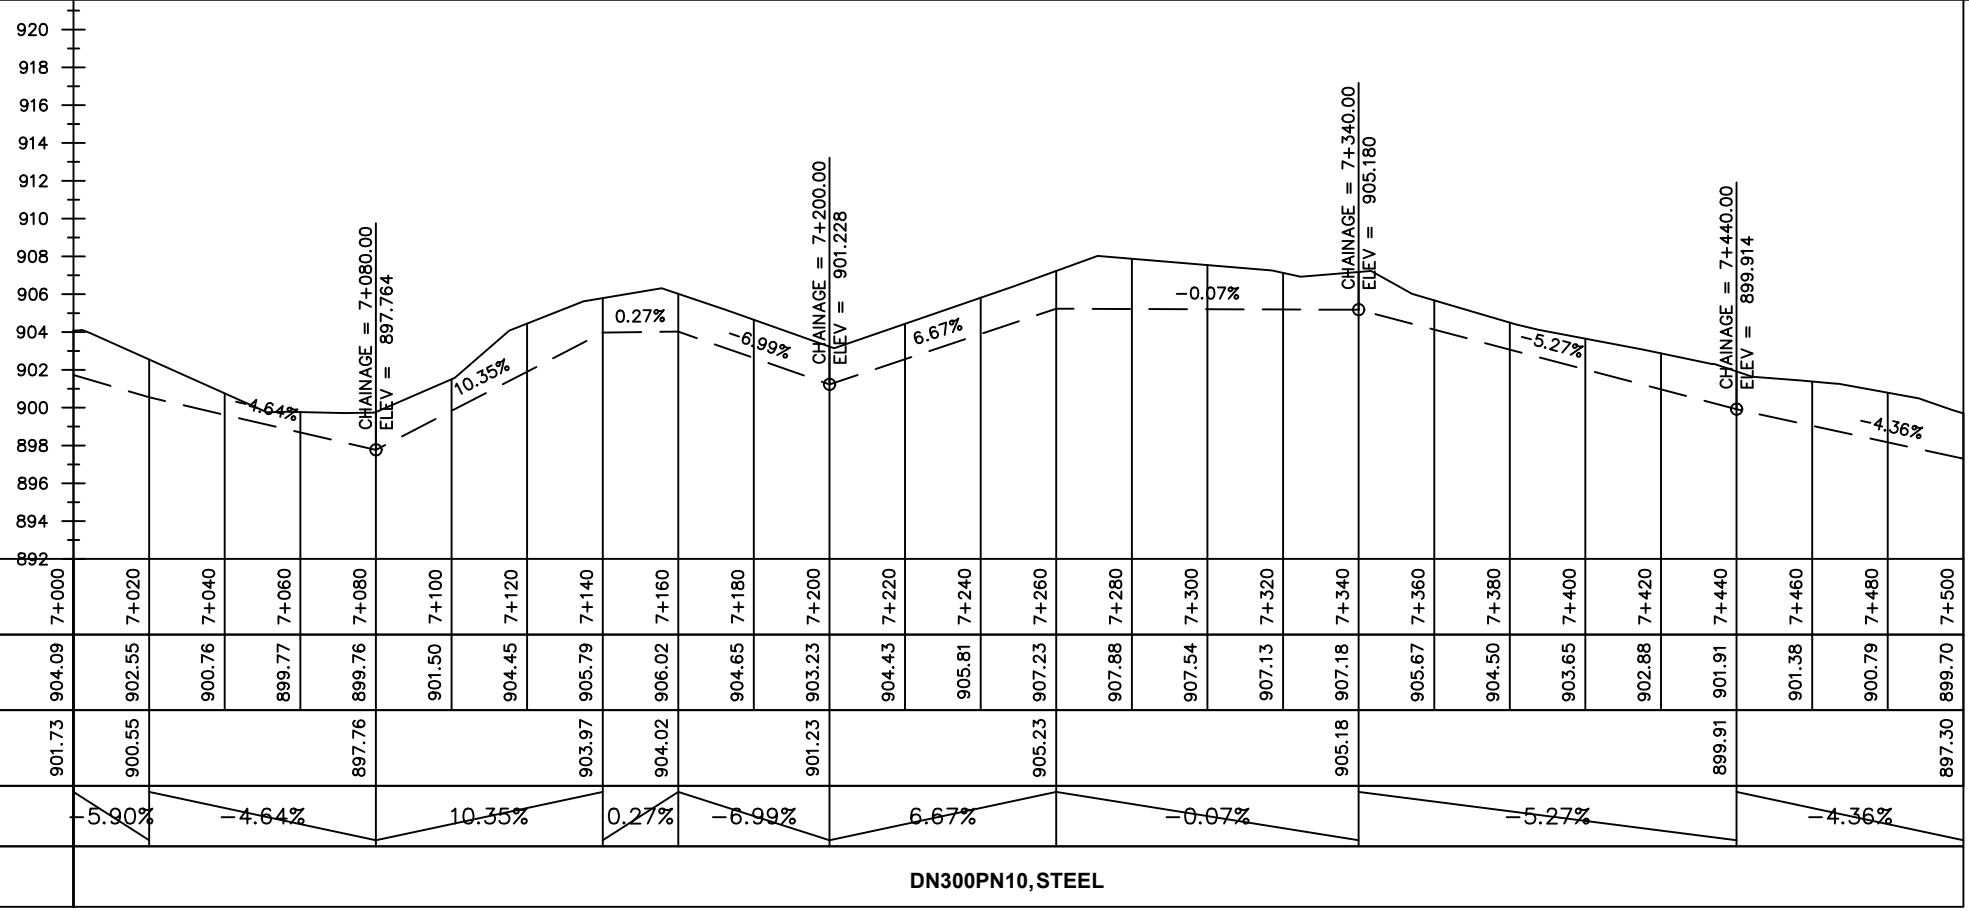 920
918
916
914
912
910
908
906
904
902
900
898
896
894
892
CHAINAGE = 7+080.00
ELEV = 897.764
CHAINAGE = 7+200.00
ELEV = 901.228
CHAINAGE = 7+340.00
ELEV = 905.180
CHAINAGE = 7+440.00
ELEV = 899.914
-4.64%
10.35%
0.27%
-6.99%
6.67%
-0.07%
-5.27%
-4.36%
7+000 7+020 7+040 7+060 7+080 7+100 7+120 7+140 7+160 7+180 7+200 7+220 7+240 7+260 7+280 7+300 7+320 7+340 7+360 7+380 7+400 7+420 7+440 7+460 7+480 7+500
904.09 902.55 900.76 899.77 899.76 901.50 904.45 905.79 906.02 904.65 903.23 904.43 905.81 907.23 907.88 907.54 907.13 907.18 905.67 904.50 903.65 902.88 901.91 901.38 900.79 899.70
901.73 900.55 897.76 903.97 904.02 901.23 905.23 905.18 899.91 897.30
-5.90% -4.64% 10.35% 0.27% -6.99% 6.67% -0.07% -5.27% -4.36%
DN300PN10,STEEL